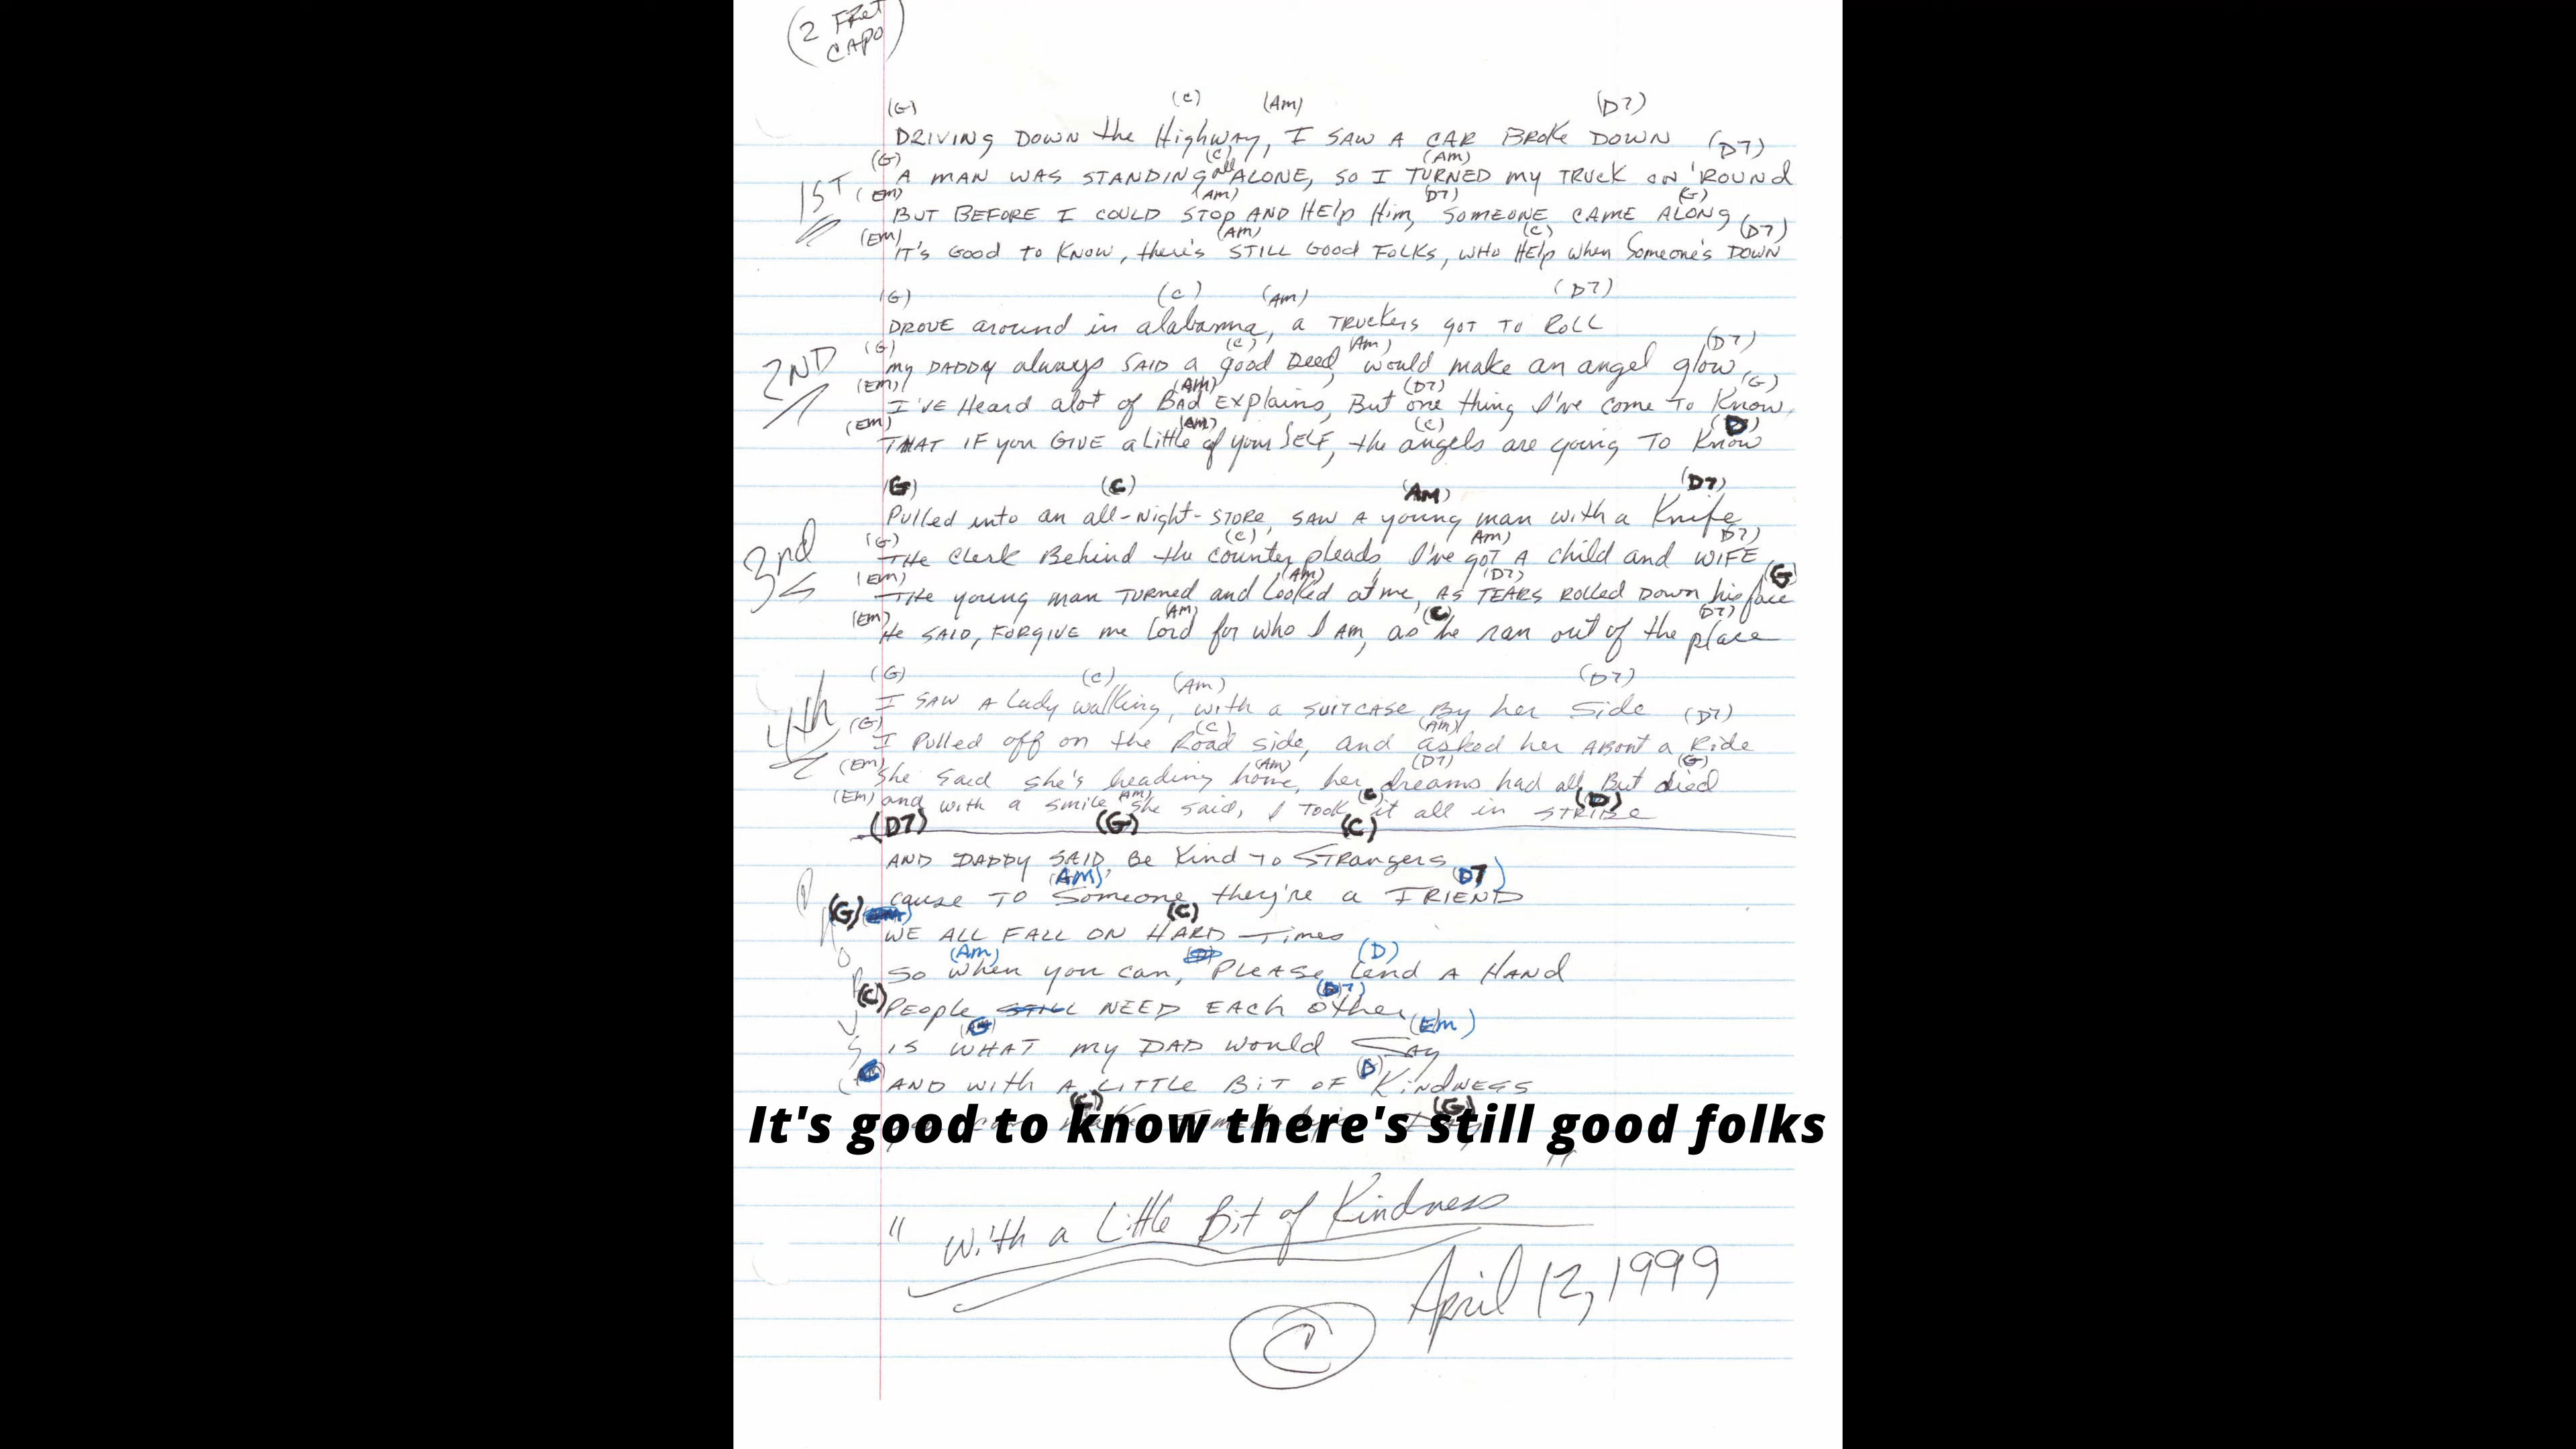 (2 FRET
CAPO)
(G) (C) (Am) (D7)
DRIVING DOWN the HIGHWAY, I SAW A CAR BROKE DOWN (D7)
(G) (C) (Am)
1ST A MAN WAS STANDING all ALONE, SO I TURNED my TRUCK ON 'ROUND
(Em) (Am) (D7) (G)
BUT BEFORE I COULD STOP AND HELP Him, SOMEONE CAME ALONG
(Em) (Am) (C) (D7)
IT'S GOOD TO KNOW, there's STILL GOOD FOLKS, WHO HELP when Someone's DOWN
(G) (C) (Am) (D7)
DROVE around in alabama, a TRUCKERS GOT TO ROLL
(G) (C) (Am) (D7)
2ND my DADDY always SAID a good Deed would make an angel glow
(Em) (Am) (D7) (G)
I'VE Heard alot of BAD EXPlains, But one thing I've come To Know,
(Em) (Am) (C) (D)
THAT IF you GIVE a Little of your SELF, the angels are going TO Know
(G) (C) (AM) (D7)
Pulled into an all-Night-STORE, SAW A young man with a Knife
(G) (C) (Am) (D7)
3rd THE Clerk Behind the counter pleads, I've got A child and WIFE
(Em) (Am) (D7) (G)
THE young man TURNED and Looked at me, AS TEARS ROLLED DOWN his face
(Em) (AM) (C) (D7)
He SAID, FORGIVE me Lord for who I AM, as he ran out of the place
(G) (C) (Am) (D7)
4th I SAW A Lady walking, with a SUITCASE By her Side
(G) (C) (Am) (D7)
I Pulled off on the Road side, and asked her ABOUT a Ride
(Em) (Am) (D7) (G)
She Said she's heading home, her dreams had all But died
(Em) (AM) (C) (D)
and with a smile she said, I Took it all in STRIDE
(D7) (G) (C)
AND DADDY SAID, Be Kind TO STrangers
(AM) (D7)
cause TO Someone they're a FRIEND
(G) (C)
WE ALL FALL ON HARD Times
(Am) (D)
SO when you can, PLEASE Lend A HAND
(C) (D7)
PEOPLE STILL NEED EACH other
(G) (Em)
IS WHAT my DAD would Say
(C) (D)
AND with A LITTLE BIT OF KINDNESS
(C) (G)
It's good to know there's still good folks
"With a Little Bit of Kindness"
April 12, 1999
©